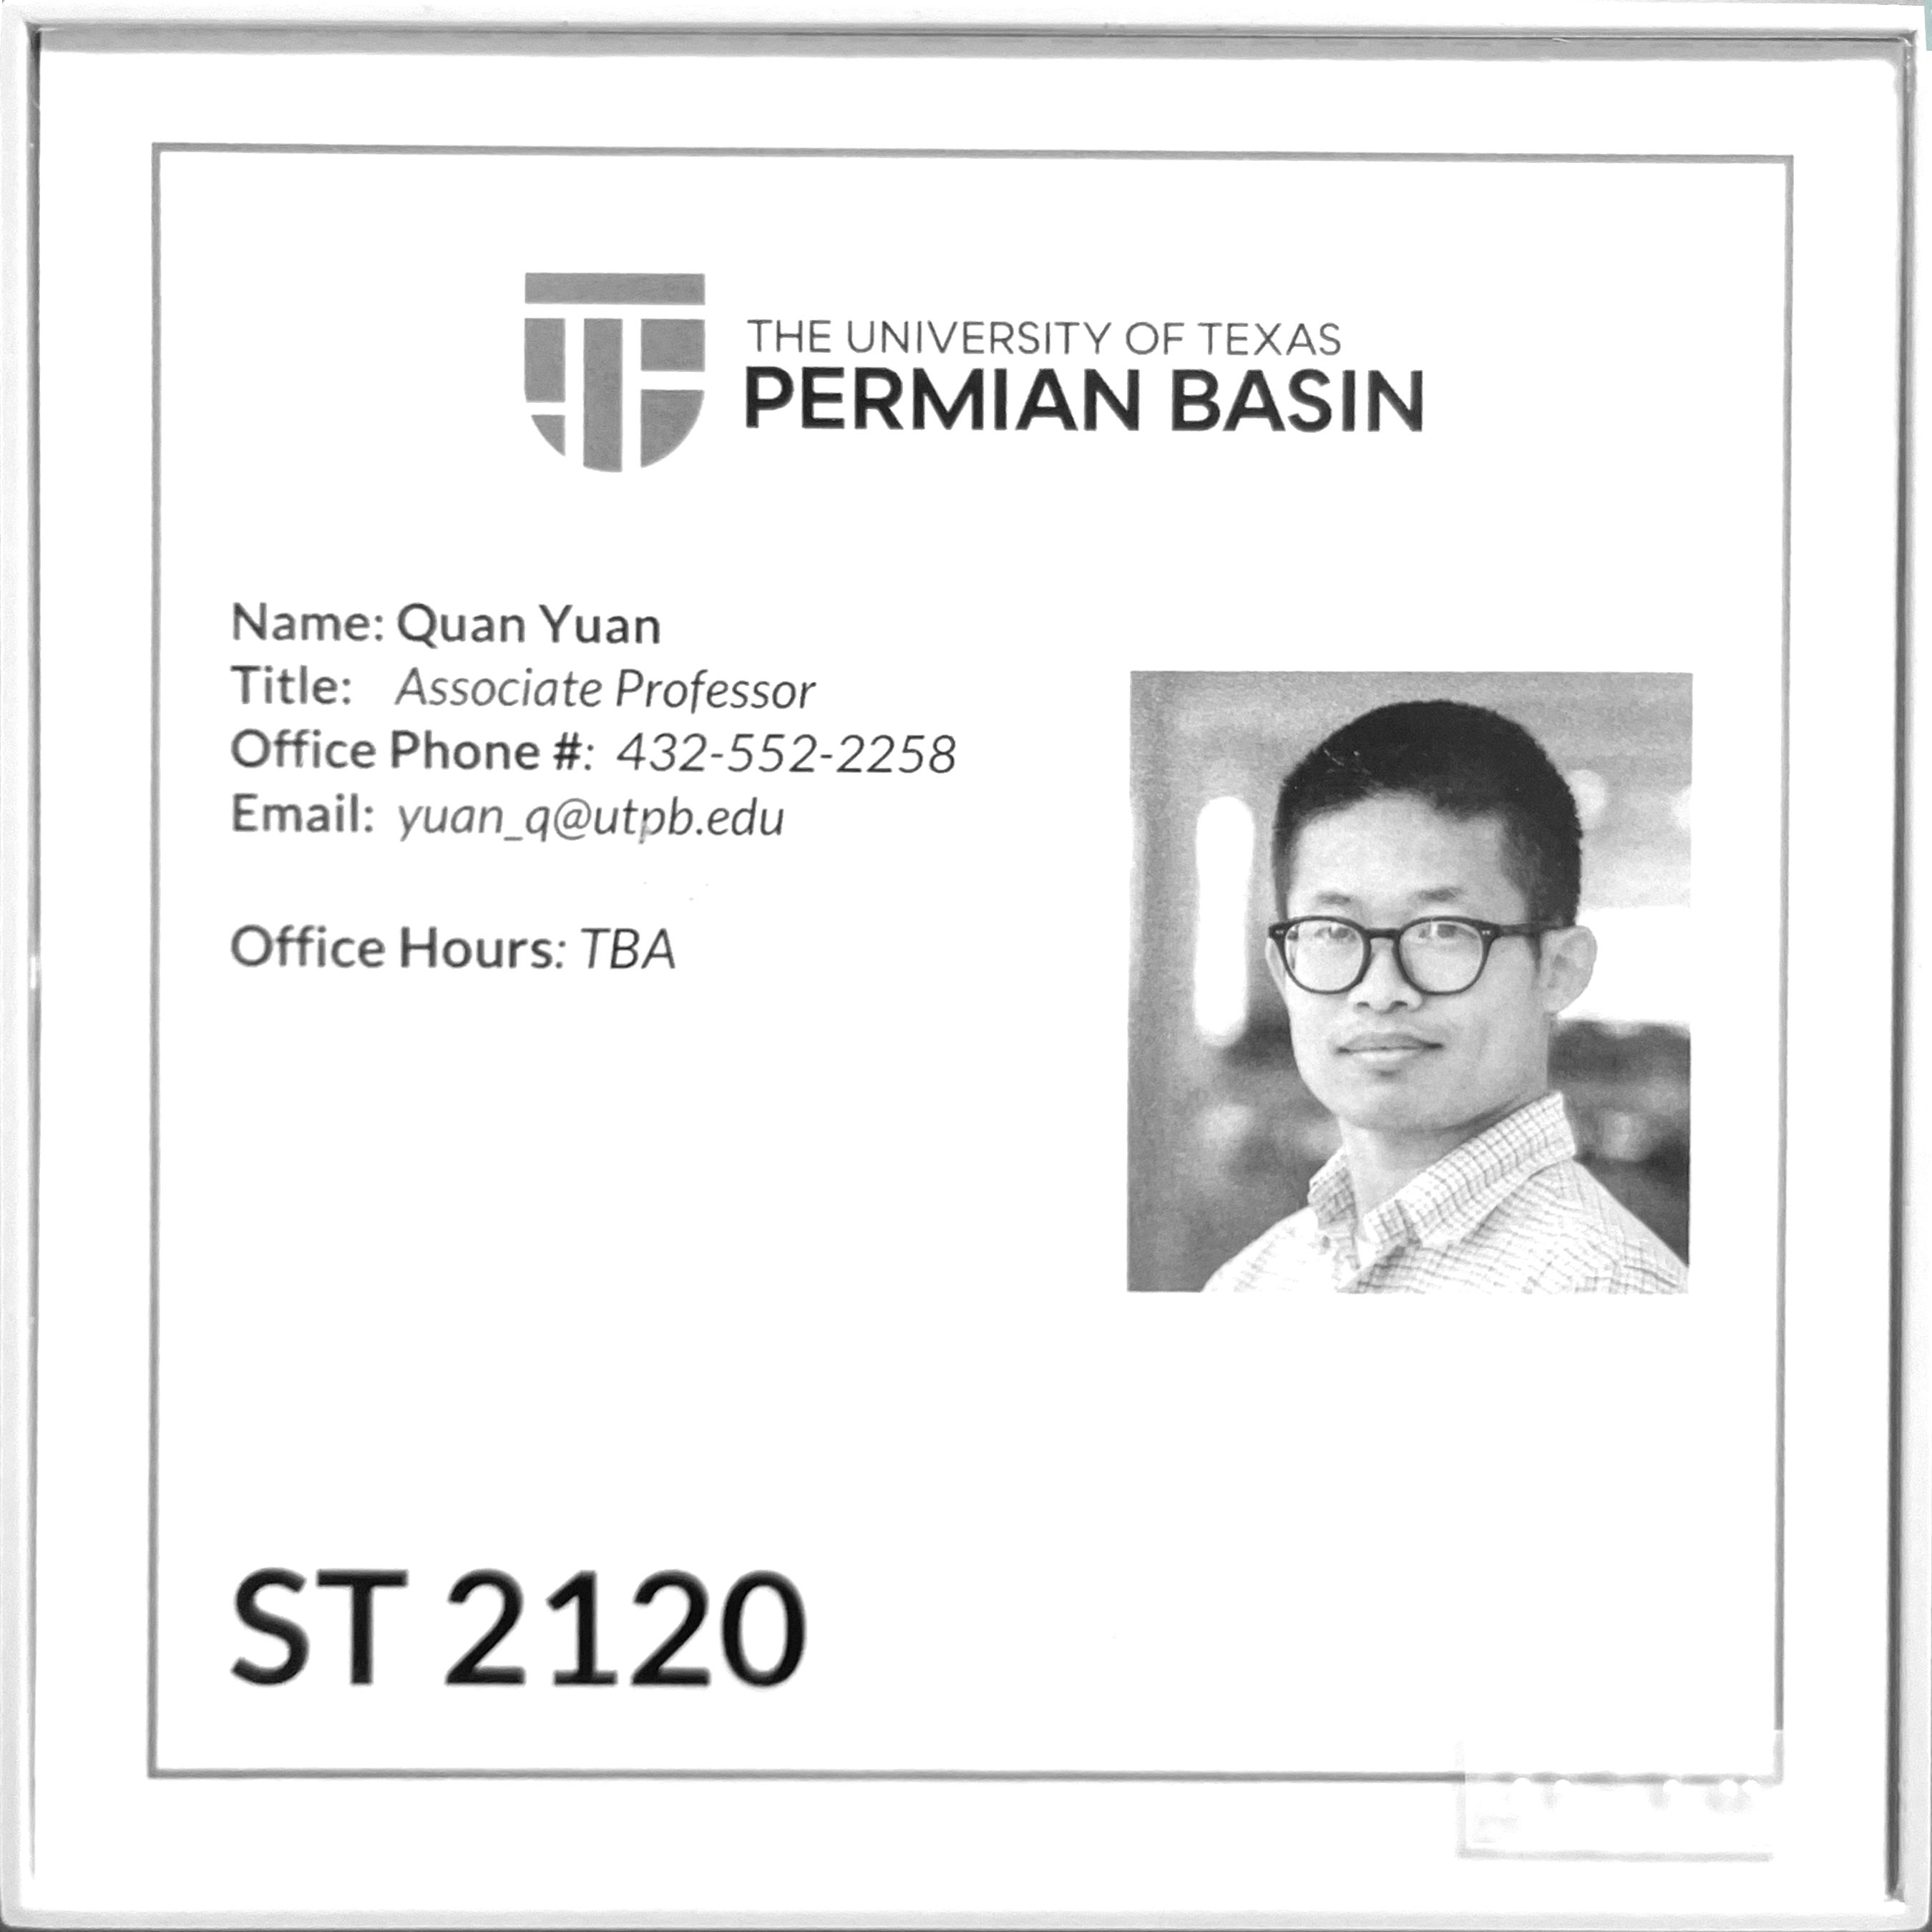 THE UNIVERSITY OF TEXAS
PERMIAN BASIN
Name: Quan Yuan
Title: Associate Professor
Office Phone #: 432-552-2258
Email: yuan_q@utpb.edu
Office Hours: TBA
ST 2120